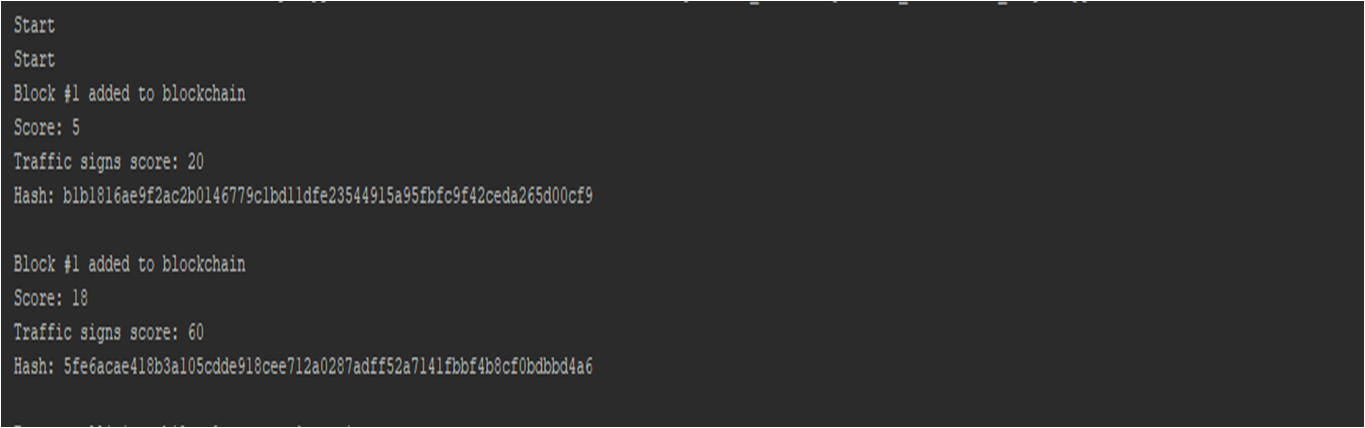 Start
Start
Block #1 added to blockchain
Score: 5
Traffic signs score: 20
Hash: b1b1816ae9f2ac2b0146779c1bd11dfe23544915a95fbfc9f42ceda265d00cf9
Block #1 added to blockchain
Score: 18
Traffic signs score: 60
Hash: 5fe6acae418b3a105cdde918cee712a0287adff52a7141fbbf4b8cf0bdbbd4a6